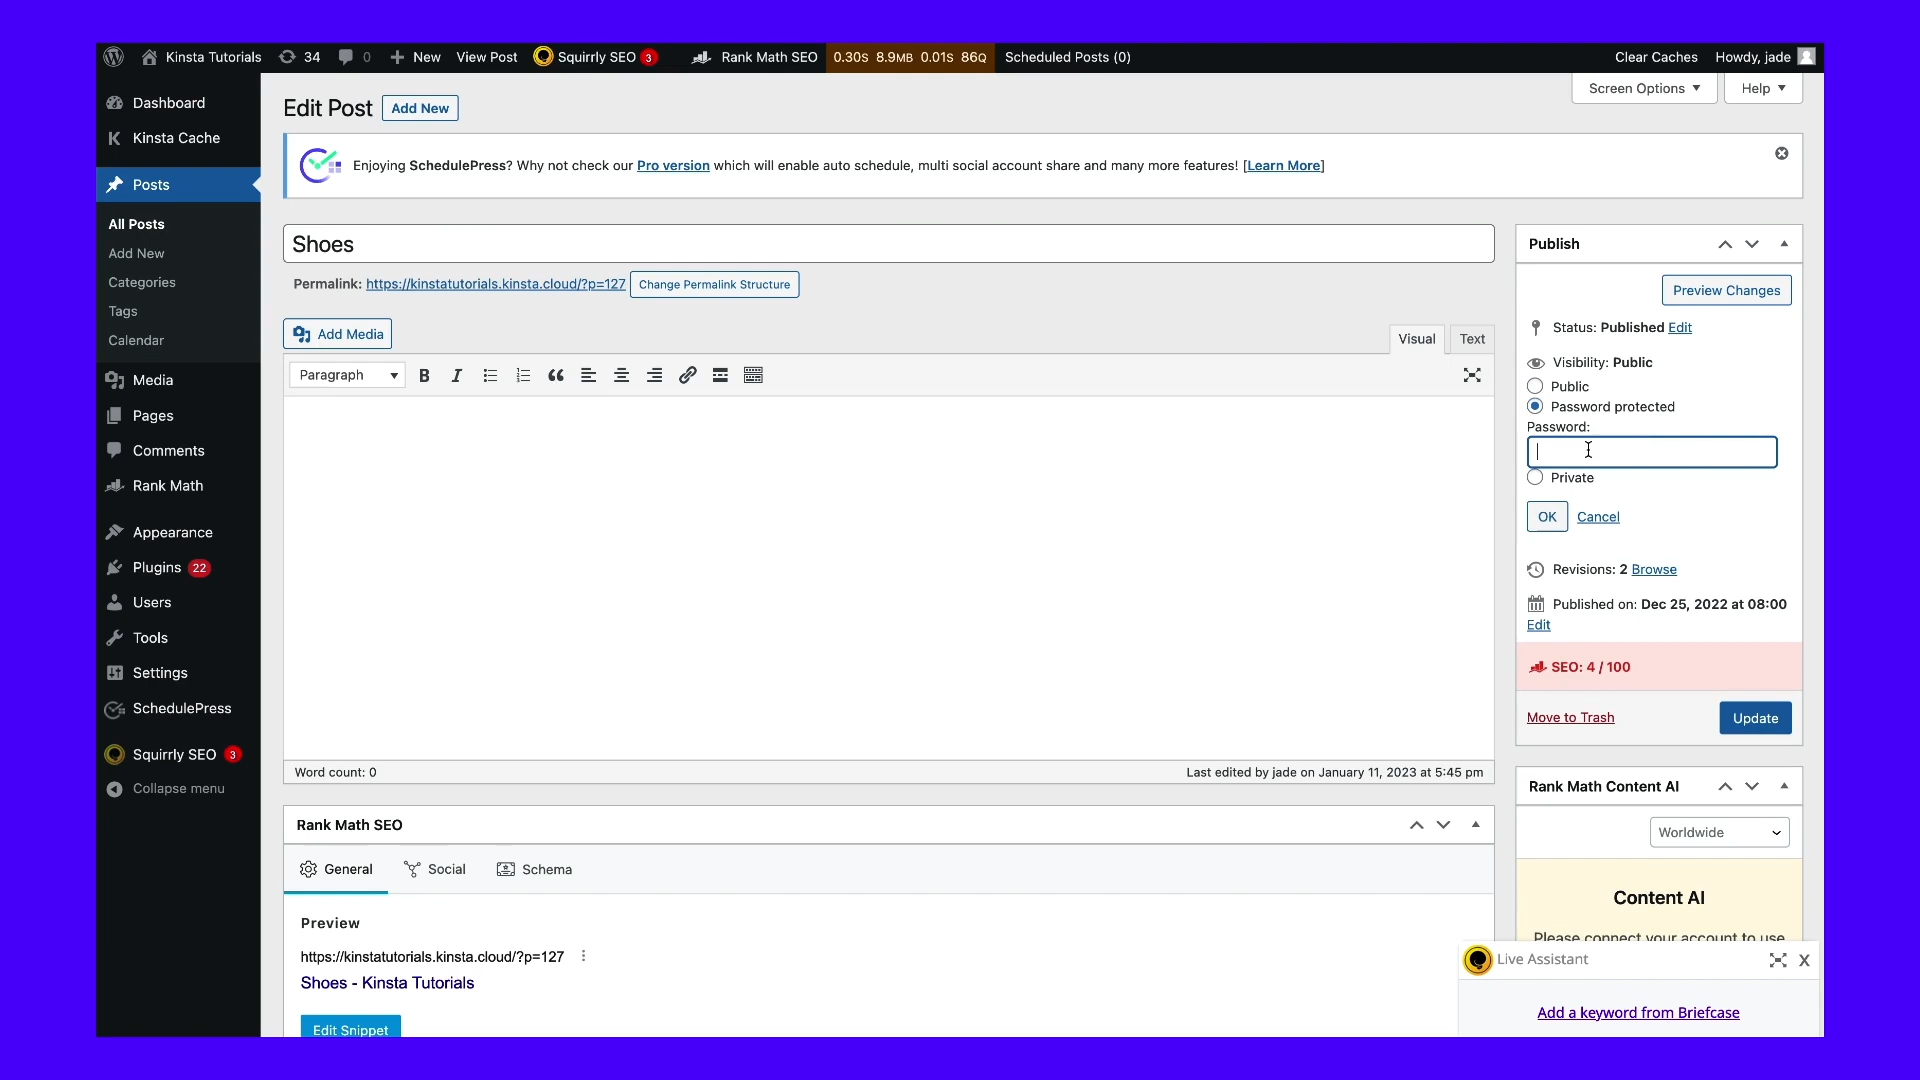 Kinsta Tutorials 34 0 New View Post Squirrly SEO 3 Rank Math SEO 0.30S 8.9MB 0.01S 86Q Scheduled Posts (0) Clear Caches Howdy, jade
Screen Options Help
Dashboard
Kinsta Cache
Posts
All Posts
Add New
Categories
Tags
Calendar
Media
Pages
Comments
Rank Math
Appearance
Plugins 22
Users
Tools
Settings
SchedulePress
Squirrly SEO 3
Collapse menu
Edit Post Add New
Enjoying SchedulePress? Why not check our Pro version which will enable auto schedule, multi social account share and many more features! [Learn More]
Shoes
Permalink: https://kinstatutorials.kinsta.cloud/?p=127 Change Permalink Structure
Add Media
Visual Text
Paragraph
Word count: 0 Last edited by jade on January 11, 2023 at 5:45 pm
Rank Math SEO
General Social Schema
Preview
https://kinstatutorials.kinsta.cloud/?p=127
Shoes - Kinsta Tutorials
Edit Snippet
Publish
Preview Changes
Status: Published Edit
Visibility: Public
Public
Password protected
Password:
Private
OK Cancel
Revisions: 2 Browse
Published on: Dec 25, 2022 at 08:00
Edit
SEO: 4 / 100
Move to Trash Update
Rank Math Content AI
Worldwide
Content AI
Please connect your account to use
Live Assistant X
Add a keyword from Briefcase